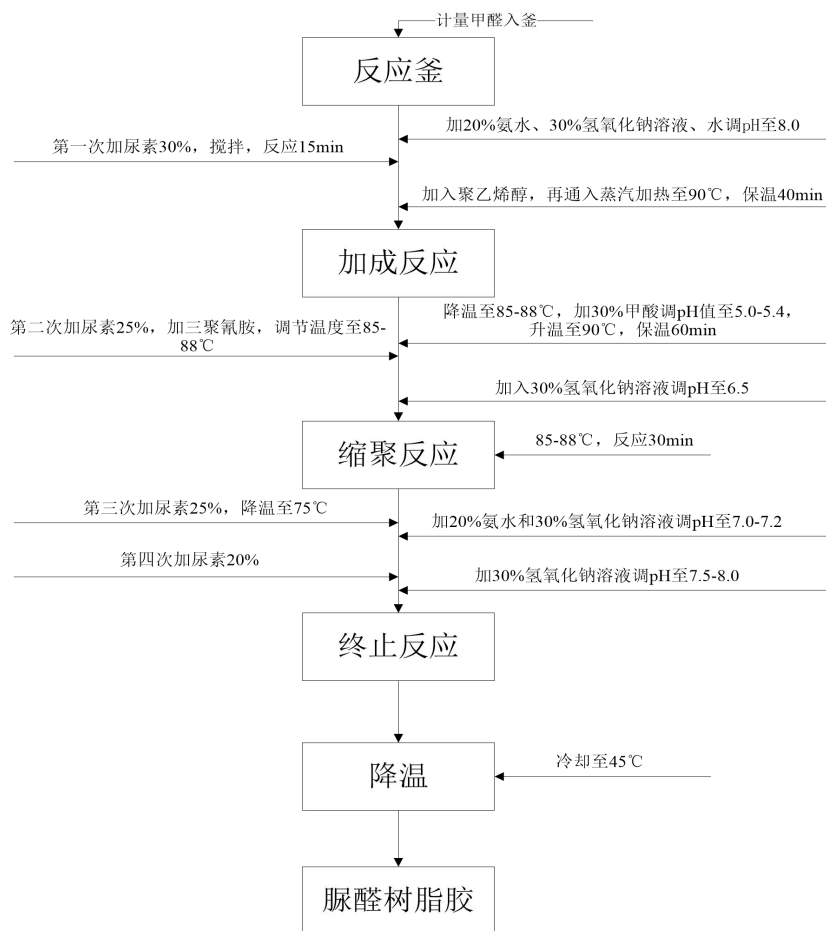 计量甲醛入釜
反应釜
加20%氨水、30%氢氧化钠溶液、水调pH至8.0
第一次加尿素30%，搅拌，反应15min
加入聚乙烯醇，再通入蒸汽加热至90℃，保温40min
加成反应
降温至85-88℃，加30%甲酸调pH值至5.0-5.4，
升温至90℃，保温60min
第二次加尿素25%，加三聚氰胺，调节温度至85-
88℃
加入30%氢氧化钠溶液调pH至6.5
缩聚反应
85-88℃，反应30min
第三次加尿素25%，降温至75℃
加20%氨水和30%氢氧化钠溶液调pH至7.0-7.2
第四次加尿素20%
加30%氢氧化钠溶液调pH至7.5-8.0
终止反应
降温
冷却至45℃
脲醛树脂胶